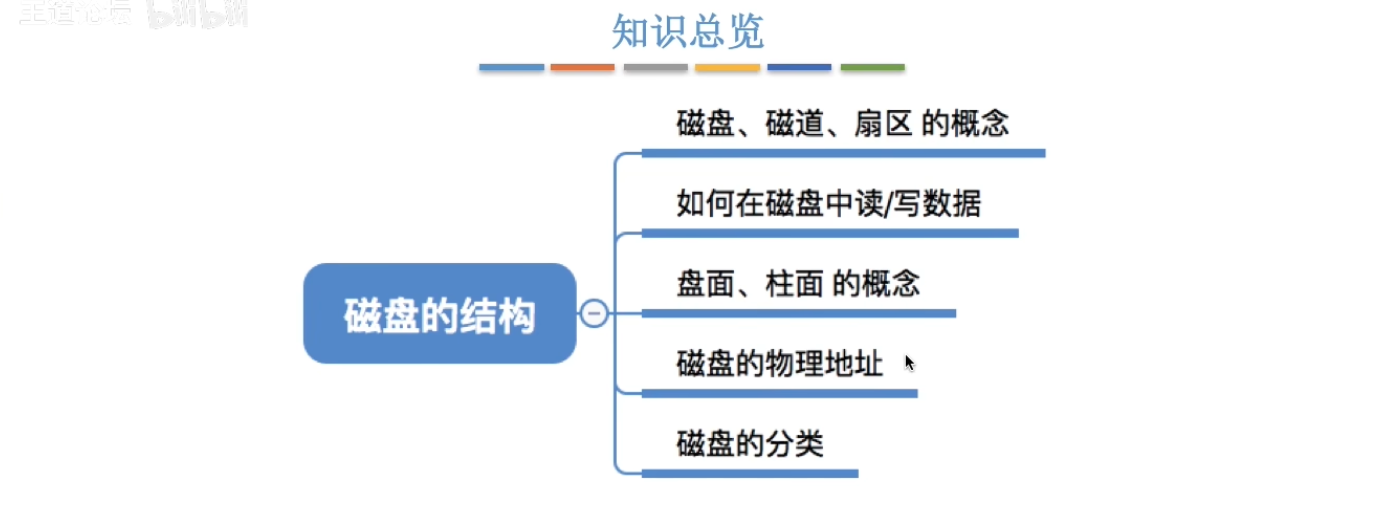 王道论坛 bilibili
知识总览
磁盘、磁道、扇区 的概念
如何在磁盘中读/写数据
盘面、柱面 的概念
磁盘的结构
磁盘的物理地址
磁盘的分类